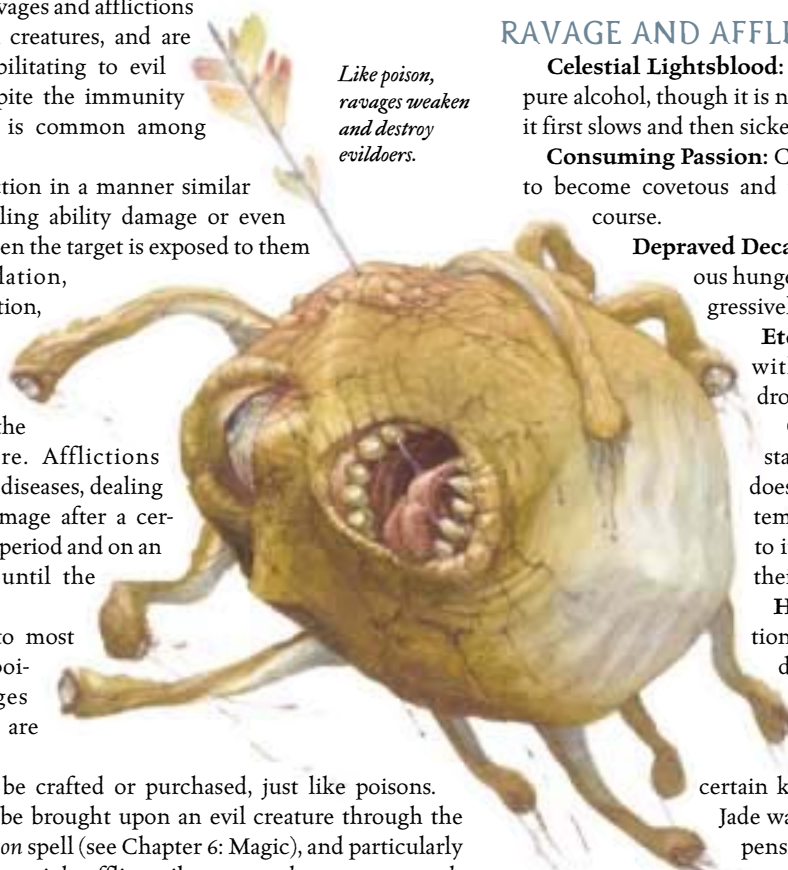 vages and afflictions
creatures, and are
bilitating to evil
pite the immunity
is common among
ction in a manner similar
ling ability damage or even
en the target is exposed to them
lation,
tion,
the
re. Afflictions
diseases, dealing
mage after a cer-
period and on an
until the
to most
poi-
ges
are
be crafted or purchased, just like poisons.
be brought upon an evil creature through the
on spell (see Chapter 6: Magic), and particularly
Like poison,
ravages weaken
and destroy
evildoers.
RAVAGE AND AFFLI
Celestial Lightsblood:
pure alcohol, though it is n
it first slows and then sicke
Consuming Passion: C
to become covetous and
course.
Depraved Deca
ous hunge
gressivel
Ete
with
dro
sta
does
tem
to i
the
H
tion
d
certain k
Jade wa
pens